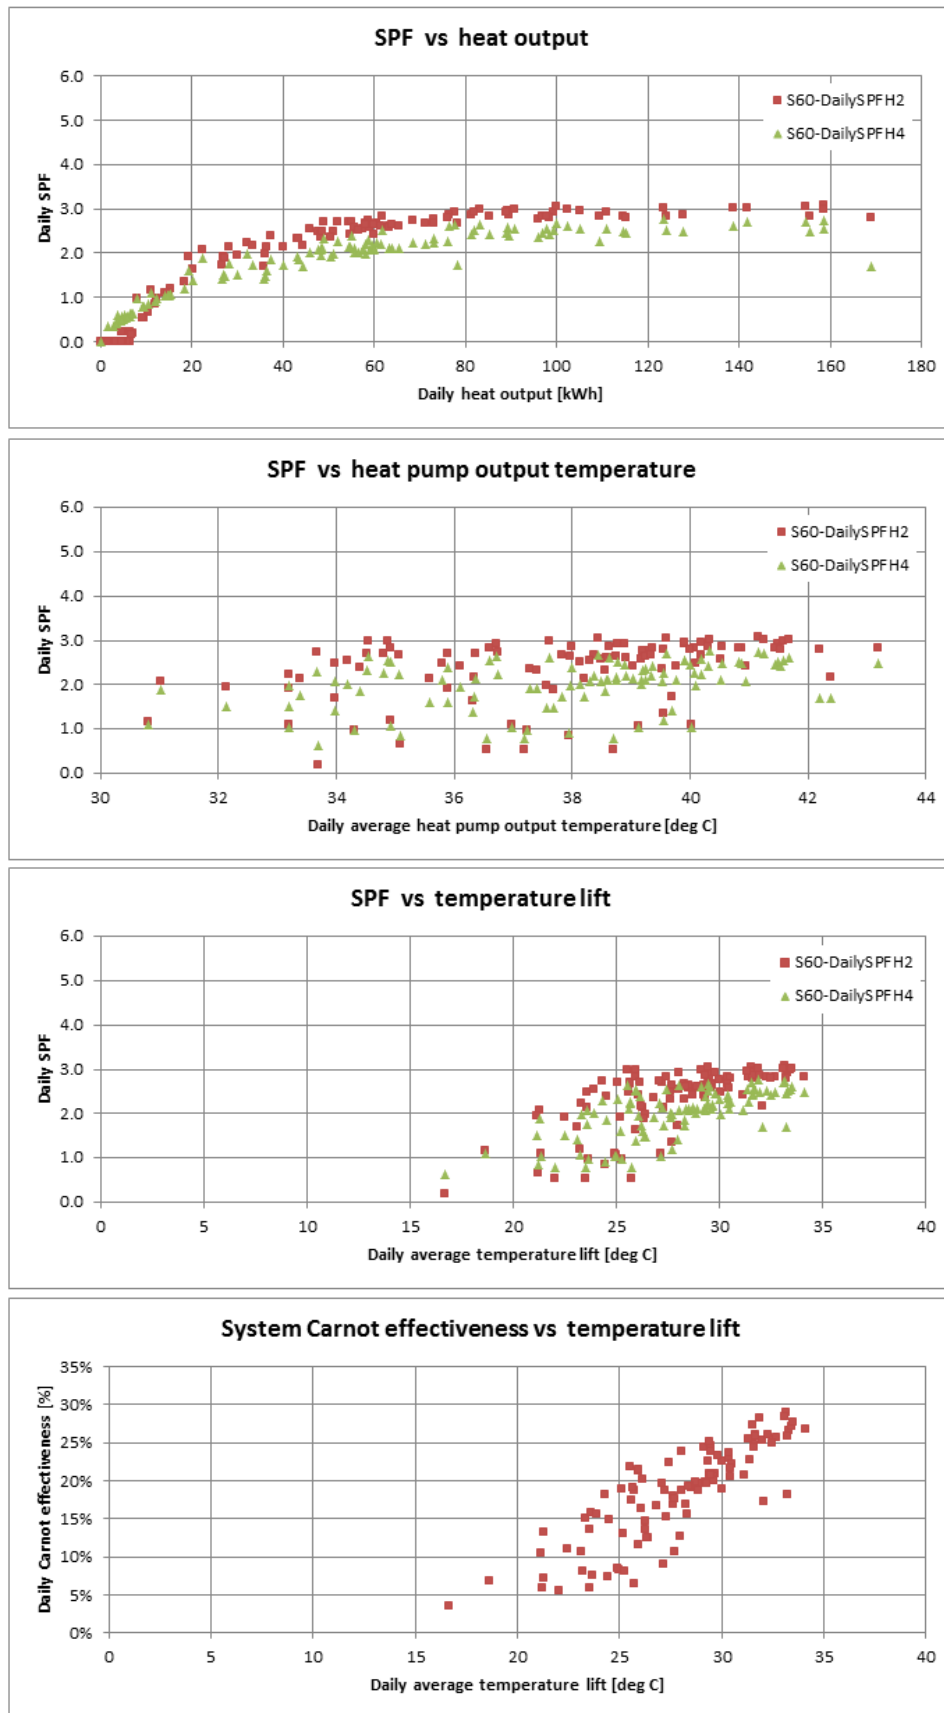 SPF vs heat output
6.0
5.0
4.0
3.0
2.0
1.0
0.0
Daily SPF
S60-DailySPFH2
S60-DailySPFH4
0 20 40 60 80 100 120 140 160 180
Daily heat output [kWh]
SPF vs heat pump output temperature
6.0
5.0
4.0
3.0
2.0
1.0
0.0
Daily SPF
S60-DailySPFH2
S60-DailySPFH4
30 32 34 36 38 40 42 44
Daily average heat pump output temperature [deg C]
SPF vs temperature lift
6.0
5.0
4.0
3.0
2.0
1.0
0.0
Daily SPF
S60-DailySPFH2
S60-DailySPFH4
0 5 10 15 20 25 30 35 40
Daily average temperature lift [deg C]
System Carnot effectiveness vs temperature lift
35%
30%
25%
20%
15%
10%
5%
0%
Daily Carnot effectiveness [%]
0 5 10 15 20 25 30 35 40
Daily average temperature lift [deg C]